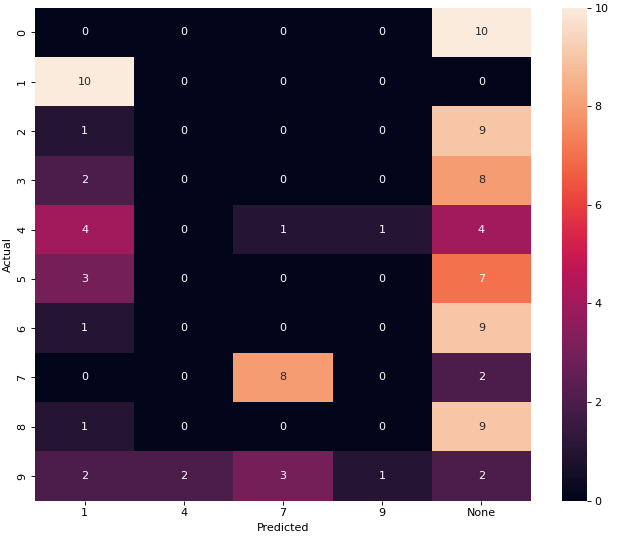 0 0 0 0 0 10
1 10 0 0 0 0
2 1 0 0 0 9
3 2 0 0 0 8
4 4 0 1 1 4
5 3 0 0 0 7
6 1 0 0 0 9
7 0 0 8 0 2
8 1 0 0 0 9
9 2 2 3 1 2
1 4 7 9 None
Predicted
Actual
10
8
6
4
2
0